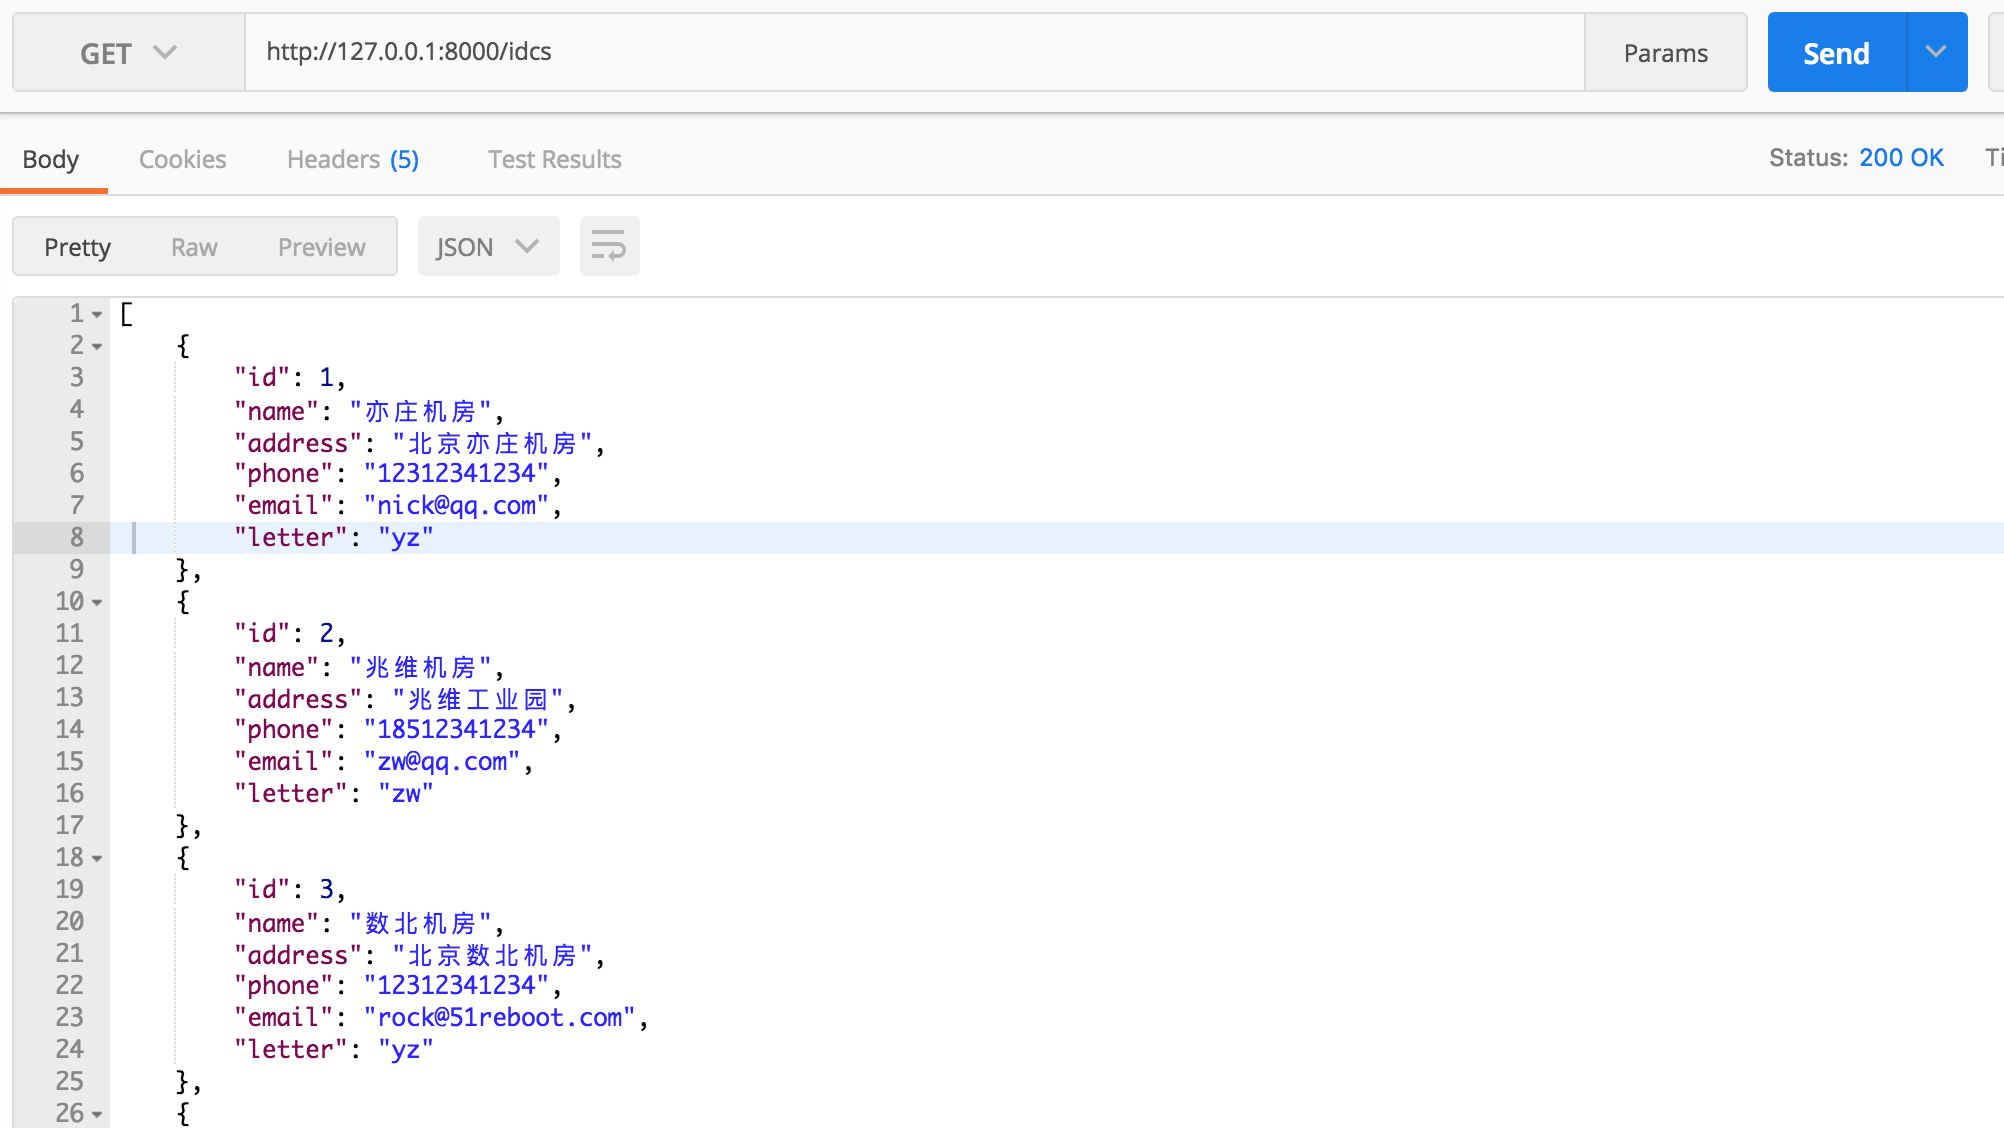 GET http://127.0.0.1:8000/idcs Params Send
Body Cookies Headers (5) Test Results Status: 200 OK Ti
Pretty Raw Preview JSON
1 [
2 {
3 "id": 1,
4 "name": "亦庄机房",
5 "address": "北京亦庄机房",
6 "phone": "12312341234",
7 "email": "nick@qq.com",
8 "letter": "yz"
9 },
10 {
11 "id": 2,
12 "name": "兆维机房",
13 "address": "兆维工业园",
14 "phone": "18512341234",
15 "email": "zw@qq.com",
16 "letter": "zw"
17 },
18 {
19 "id": 3,
20 "name": "数北机房",
21 "address": "北京数北机房",
22 "phone": "12312341234",
23 "email": "rock@51reboot.com",
24 "letter": "yz"
25 },
26 {